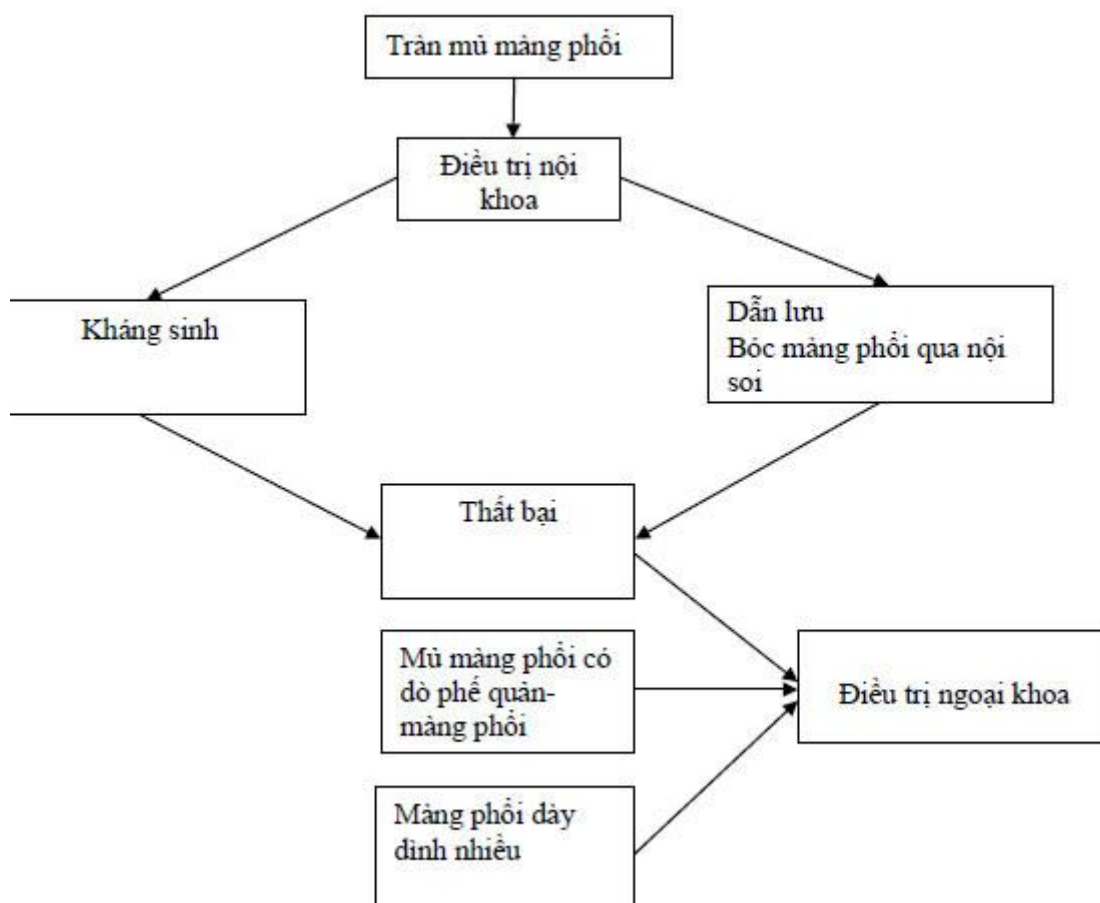 Tràn mủ màng phổi
Điều trị nội
khoa
Kháng sinh
Dẫn lưu
Bóc màng phổi qua nội
soi
Thất bại
Mủ màng phổi có
dò phế quản-
màng phổi
Điều trị ngoại khoa
Màng phổi dày
dính nhiều